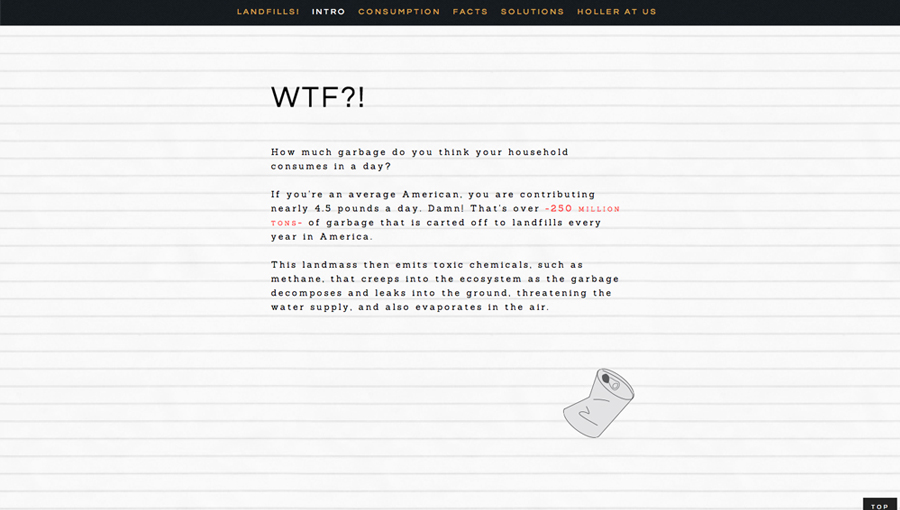 LANDFILLS! INTRO CONSUMPTION FACTS SOLUTIONS HOLLER AT US
WTF?!
How much garbage do you think your household
consumes in a day?
If you're an average American, you are contributing
nearly 4.5 pounds a day. Damn! That's over -250 MILLION
TONS- of garbage that is carted off to landfills every
year in America.
This landmass then emits toxic chemicals, such as
methane, that creeps into the ecosystem as the garbage
decomposes and leaks into the ground, threatening the
water supply, and also evaporates in the air.
TOP